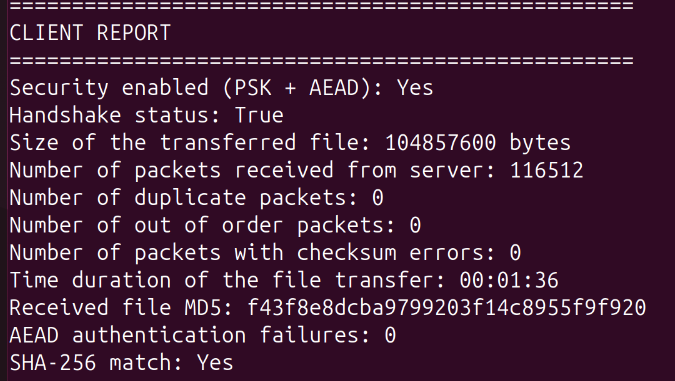 ==================================================
CLIENT REPORT
==================================================
Security enabled (PSK + AEAD): Yes
Handshake status: True
Size of the transferred file: 104857600 bytes
Number of packets received from server: 116512
Number of duplicate packets: 0
Number of out of order packets: 0
Number of packets with checksum errors: 0
Time duration of the file transfer: 00:01:36
Received file MD5: f43f8e8dcba9799203f14c8955f9f920
AEAD authentication failures: 0
SHA-256 match: Yes